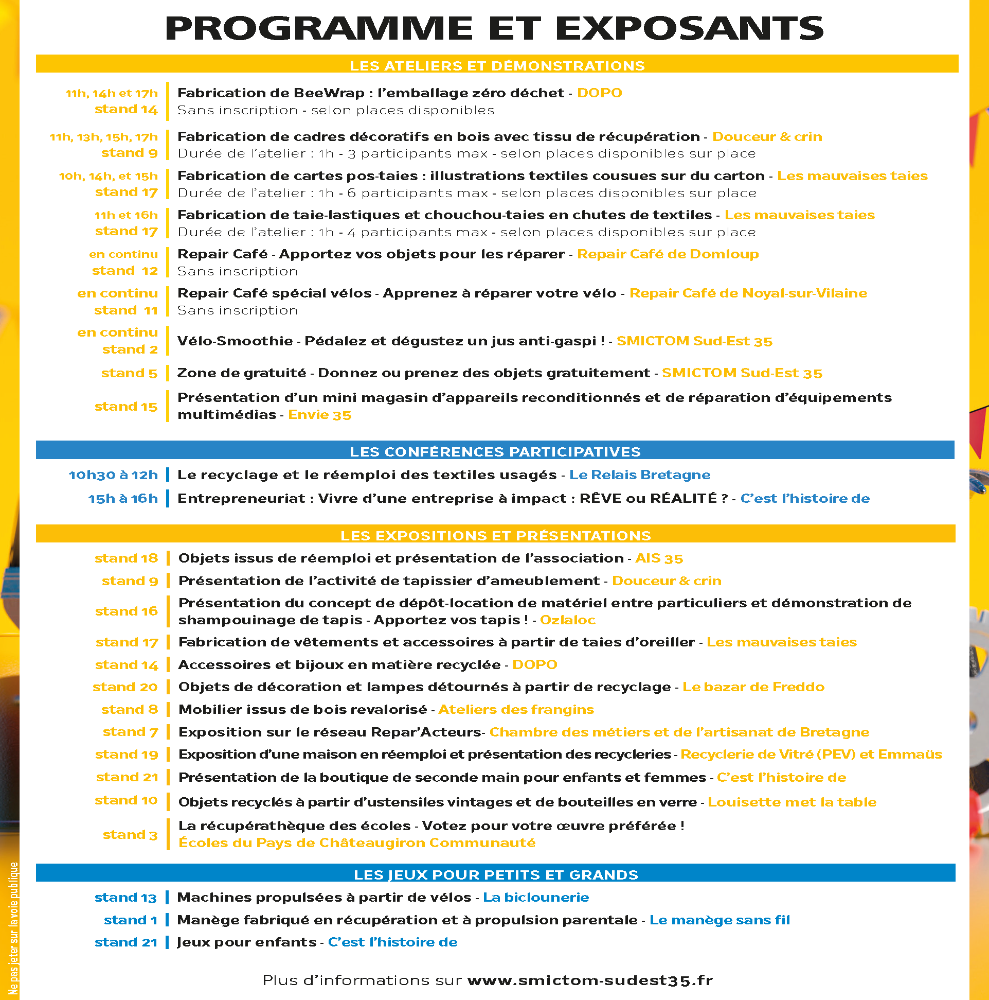 PROGRAMME ET EXPOSANTS
LES ATELIERS ET DÉMONSTRATIONS
11h, 14h et 17h
stand 14
Fabrication de BeeWrap : l'emballage zéro déchet - DOPO
Sans inscription - selon places disponibles
11h, 13h, 15h, 17h
stand 9
Fabrication de cadres décoratifs en bois avec tissu de récupération - Douceur & crin
Durée de l'atelier : 1h - 3 participants max - selon places disponibles sur place
10h, 14h, et 15h
stand 17
Fabrication de cartes pos-taies : illustrations textiles cousues sur du carton - Les mauvaises taies
Durée de l'atelier : 1h - 6 participants max - selon places disponibles sur place
11h et 16h
stand 17
Fabrication de taie-lastiques et chouchou-taies en chutes de textiles - Les mauvaises taies
Durée de l'atelier : 1h - 4 participants max - selon places disponibles sur place
en continu
stand 12
Repair Café - Apportez vos objets pour les réparer - Repair Café de Domloup
Sans inscription
en continu
stand 11
Repair Café spécial vélos - Apprenez à réparer votre vélo - Repair Café de Noyal-sur-Vilaine
Sans inscription
en continu
stand 2
Vélo-Smoothie - Pédalez et dégustez un jus anti-gaspi ! - SMICTOM Sud-Est 35
stand 5
Zone de gratuité - Donnez ou prenez des objets gratuitement - SMICTOM Sud-Est 35
stand 15
Présentation d'un mini magasin d'appareils reconditionnés et de réparation d'équipements
multimédias - Envie 35
LES CONFÉRENCES PARTICIPATIVES
10h30 à 12h
Le recyclage et le réemploi des textiles usagés - Le Relais Bretagne
15h à 16h
Entrepreneuriat : Vivre d'une entreprise à impact : RÊVE ou RÉALITÉ ? - C'est l'histoire de
LES EXPOSITIONS ET PRÉSENTATIONS
stand 18
Objets issus de réemploi et présentation de l'association - AIS 35
stand 9
Présentation de l'activité de tapissier d'ameublement - Douceur & crin
stand 16
Présentation du concept de dépôt-location de matériel entre particuliers et démonstration de
shampouinage de tapis - Apportez vos tapis ! - Ozlaloc
stand 17
Fabrication de vêtements et accessoires à partir de taies d'oreiller - Les mauvaises taies
stand 14
Accessoires et bijoux en matière recyclée - DOPO
stand 20
Objets de décoration et lampes détournés à partir de recyclage - Le bazar de Freddo
stand 8
Mobilier issus de bois revalorisé - Ateliers des frangins
stand 7
Exposition sur le réseau Repar'Acteurs- Chambre des métiers et de l'artisanat de Bretagne
stand 19
Exposition d'une maison en réemploi et présentation des recycleries - Recyclerie de Vitré (PEV) et Emmaüs
stand 21
Présentation de la boutique de seconde main pour enfants et femmes - C'est l'histoire de
stand 10
Objets recyclés à partir d'ustensiles vintages et de bouteilles en verre - Louisette met la table
stand 3
La récupérathèque des écoles - Votez pour votre œuvre préférée !
Écoles du Pays de Châteaugiron Communauté
LES JEUX POUR PETITS ET GRANDS
stand 13
Machines propulsées à partir de vélos - La biclounerie
stand 1
Manège fabriqué en récupération et à propulsion parentale - Le manège sans fil
stand 21
Jeux pour enfants - C'est l'histoire de
Plus d'informations sur www.smictom-sudest35.fr
Ne pas jeter sur la voie publique